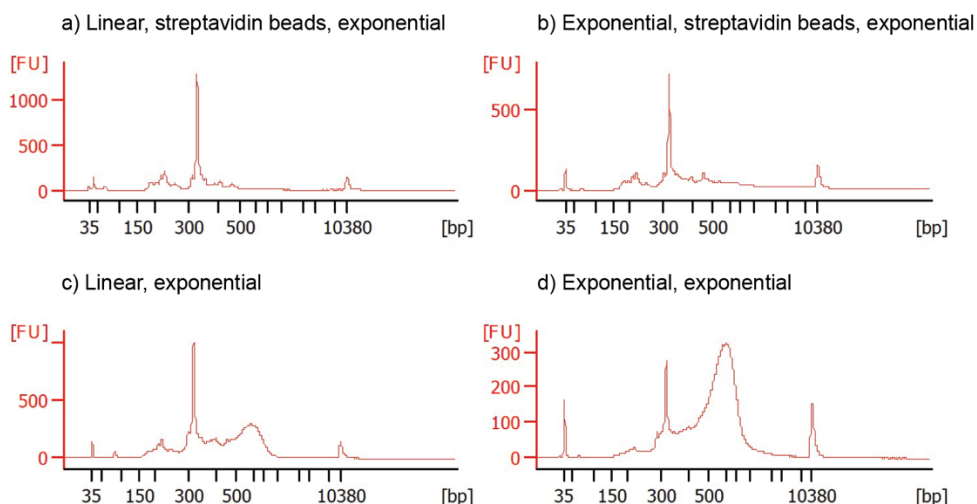 a) Linear, streptavidin beads, exponential
[FU]
1000
500
0
35 150 300 500 10380 [bp]
b) Exponential, streptavidin beads, exponential
[FU]
500
0
35 150 300 500 10380 [bp]
c) Linear, exponential
[FU]
500
0
35 150 300 500 10380 [bp]
d) Exponential, exponential
[FU]
300
200
100
0
35 150 300 500 10380 [bp]